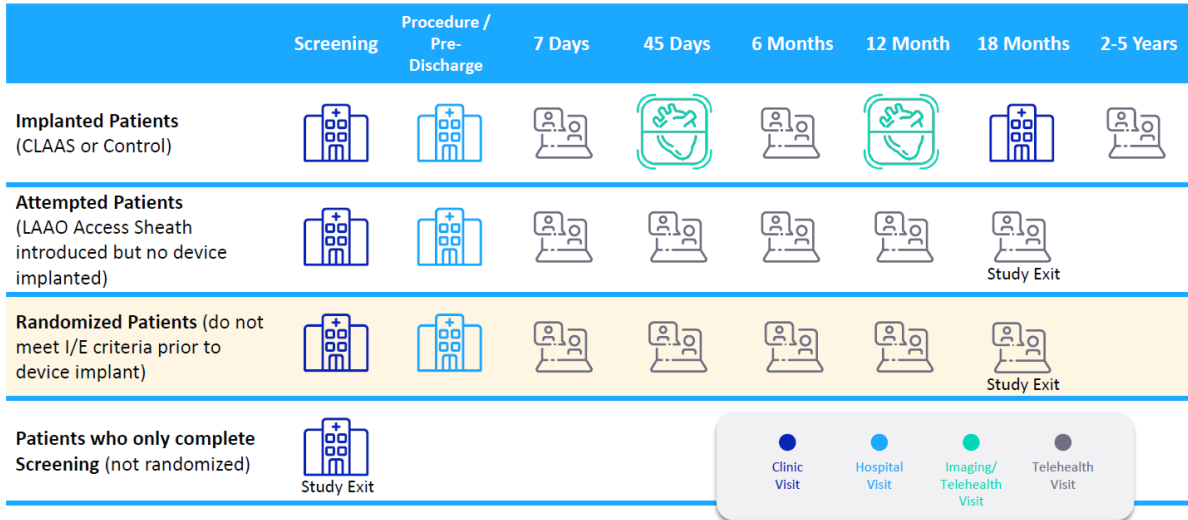 Screening
Procedure /
Pre-
Discharge
7 Days
45 Days
6 Months
12 Month
18 Months
2-5 Years
Implanted Patients
(CLAAS or Control)
Attempted Patients
(LAAO Access Sheath
introduced but no device
implanted)
Study Exit
Randomized Patients (do not
meet I/E criteria prior to
device implant)
Study Exit
Patients who only complete
Screening (not randomized)
Study Exit
Clinic
Visit
Hospital
Visit
Imaging/
Telehealth
Visit
Telehealth
Visit